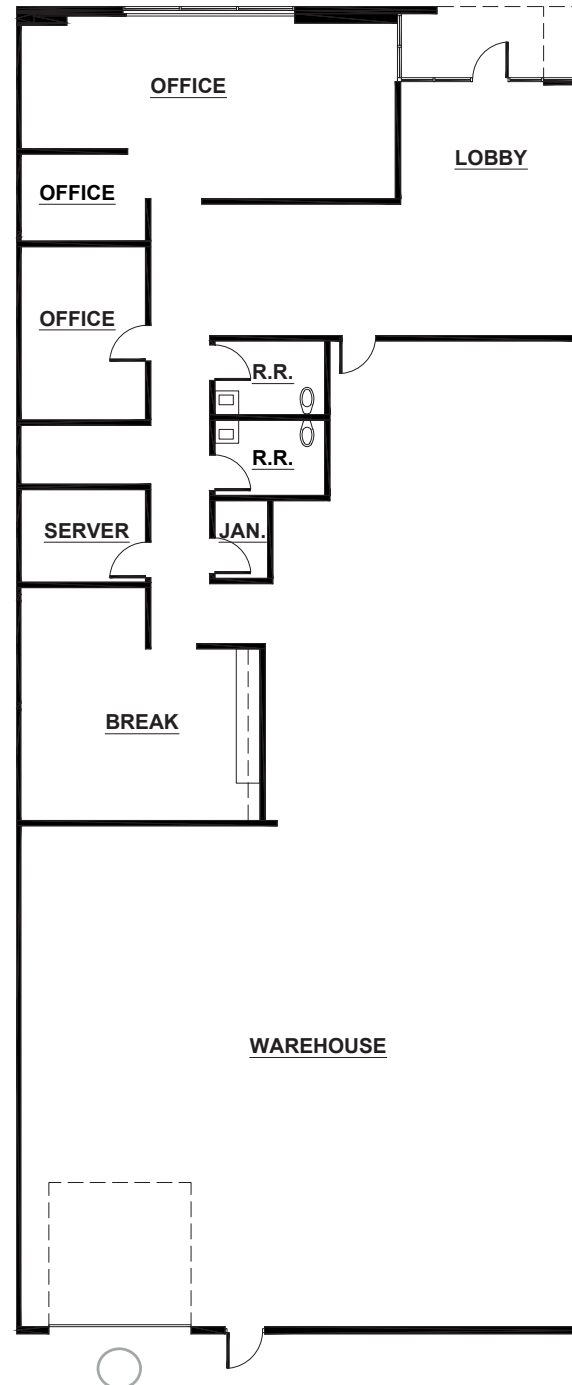 OFFICE
LOBBY
OFFICE
OFFICE
R.R.
R.R.
SERVER
JAN.
BREAK
WAREHOUSE